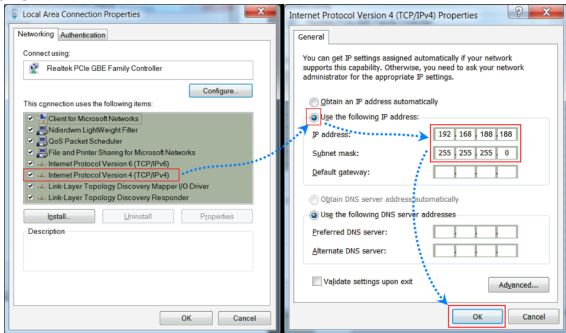 Local Area Connection Properties
Networking Authentication
Connect using:
Realtek PCIe GBE Family Controller
Configure...
This connection uses the following items:
Client for Microsoft Networks
Ndisrdwn LightWeight Filter
QoS Packet Scheduler
File and Printer Sharing for Microsoft Networks
Internet Protocol Version 6 (TCP/IPv6)
Internet Protocol Version 4 (TCP/IPv4)
Link-Layer Topology Discovery Mapper I/O Driver
Link-Layer Topology Discovery Responder
Install...
Uninstall
Properties
Description
OK
Cancel
Internet Protocol Version 4 (TCP/IPv4) Properties
General
You can get IP settings assigned automatically if your network
supports this capability. Otherwise, you need to ask your network
administrator for the appropriate IP settings.
Obtain an IP address automatically
Use the following IP address:
IP address: 192 . 168 . 188 . 188
Subnet mask: 255 . 255 . 255 . 0
Default gateway: . . .
Obtain DNS server address automatically
Use the following DNS server addresses
Preferred DNS server: . . .
Alternate DNS server: . . .
Validate settings upon exit
Advanced...
OK
Cancel